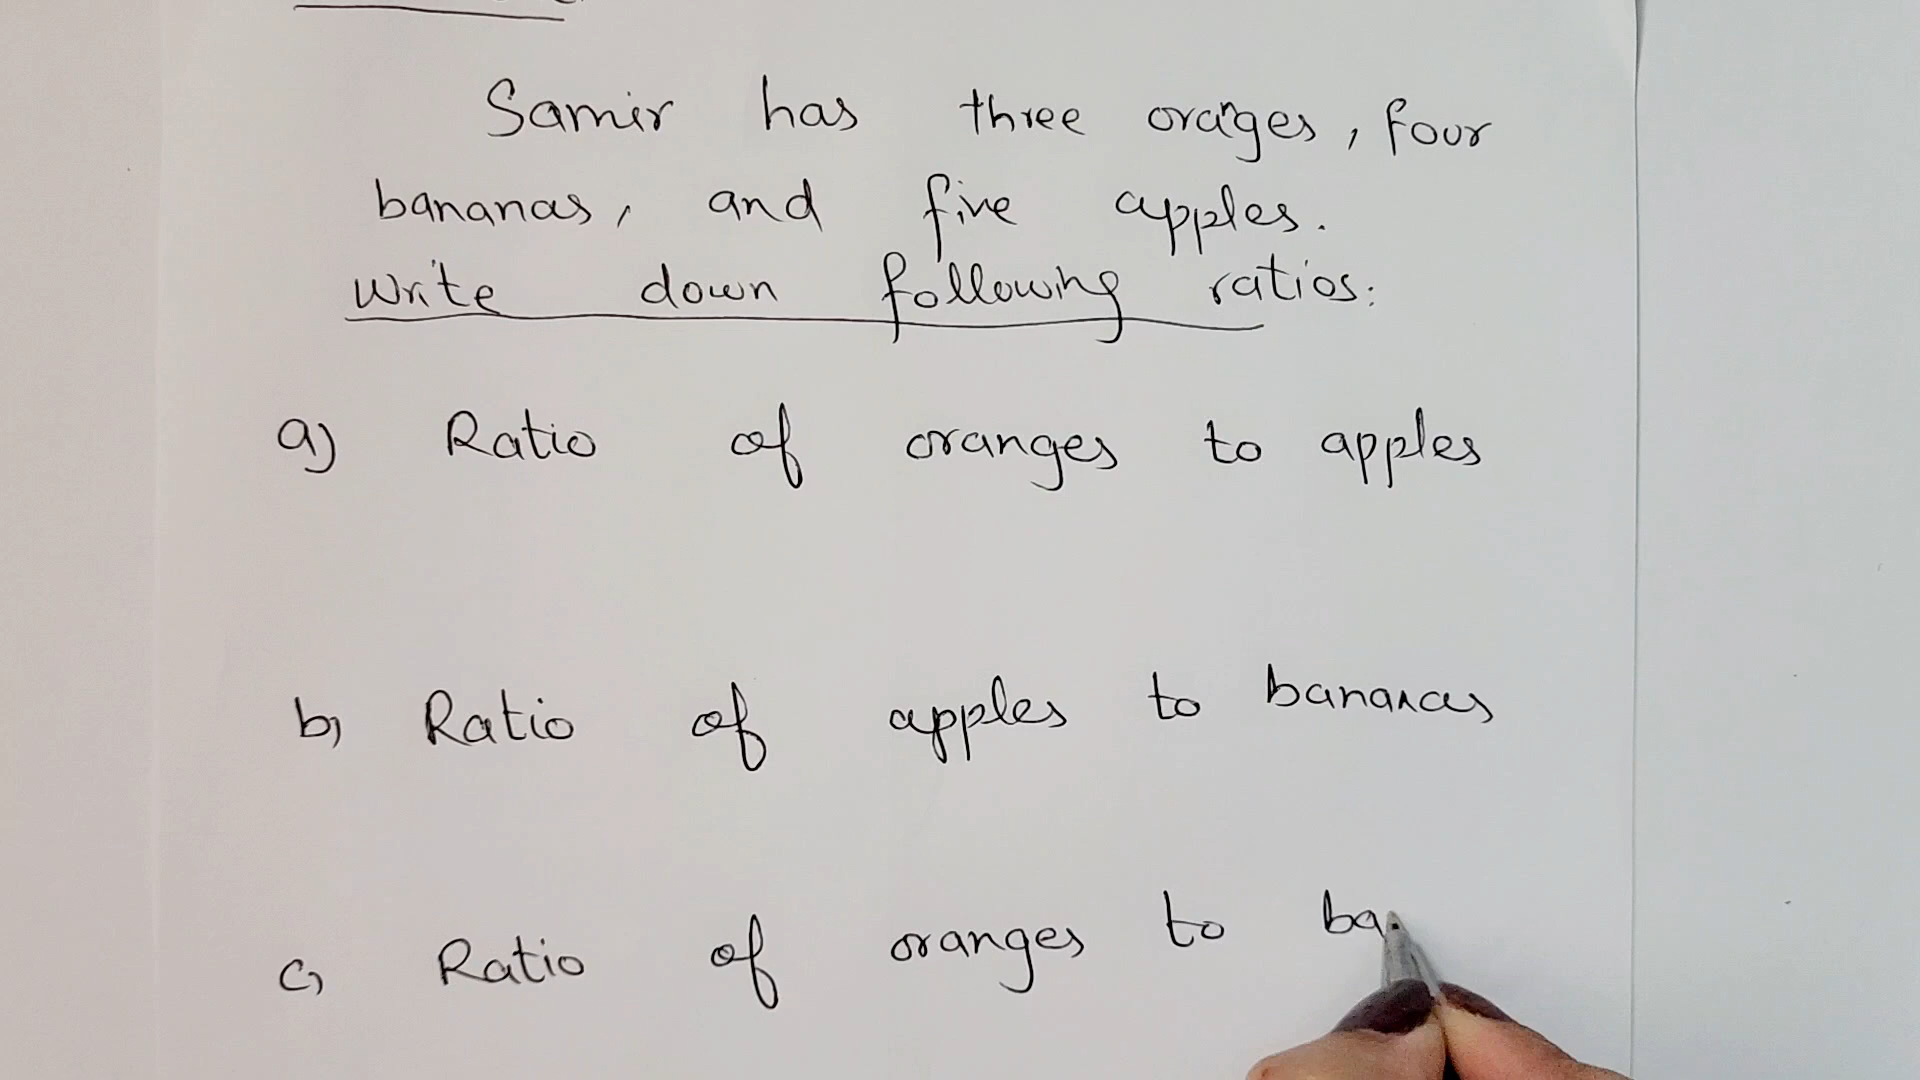 Samir has three oranges, four
bananas, and five apples.
Write down following ratios:
a) Ratio of oranges to apples
b) Ratio of apples to bananas
c) Ratio of oranges to ba